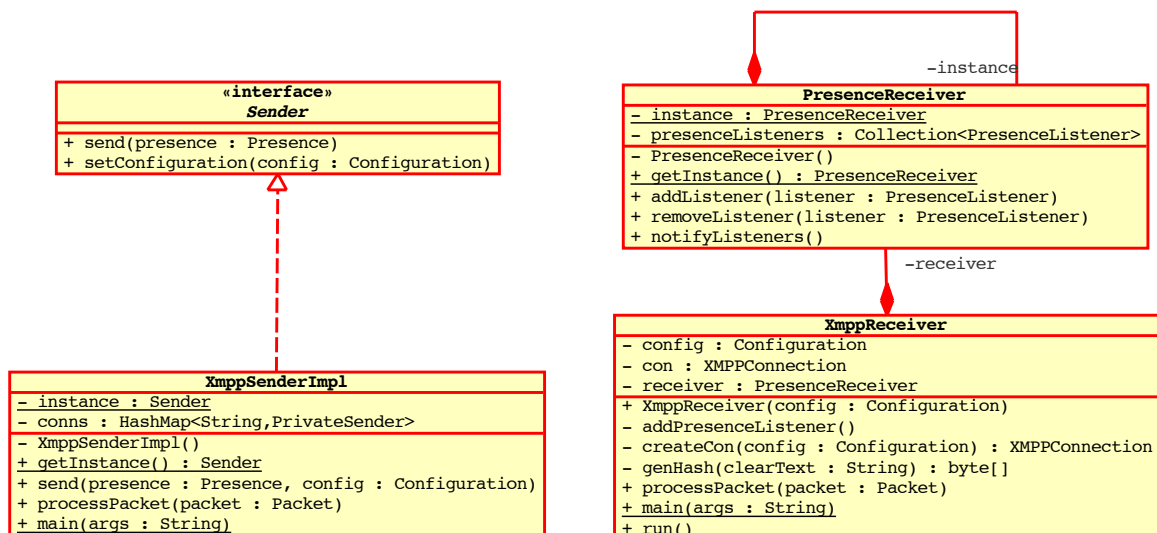 «interface»
Sender
+ send(presence : Presence)
+ setConfiguration(config : Configuration)
XmppSenderImpl
- instance : Sender
- conns : HashMap<String,PrivateSender>
- XmppSenderImpl()
+ getInstance() : Sender
+ send(presence : Presence, config : Configuration)
+ processPacket(packet : Packet)
+ main(args : String)
-instance
PresenceReceiver
- instance : PresenceReceiver
- presenceListeners : Collection<PresenceListener>
- PresenceReceiver()
+ getInstance() : PresenceReceiver
+ addListener(listener : PresenceListener)
+ removeListener(listener : PresenceListener)
+ notifyListeners()
-receiver
XmppReceiver
- config : Configuration
- con : XMPPConnection
- receiver : PresenceReceiver
+ XmppReceiver(config : Configuration)
- addPresenceListener()
- createCon(config : Configuration) : XMPPConnection
- genHash(clearText : String) : byte[]
+ processPacket(packet : Packet)
+ main(args : String)
+ run()